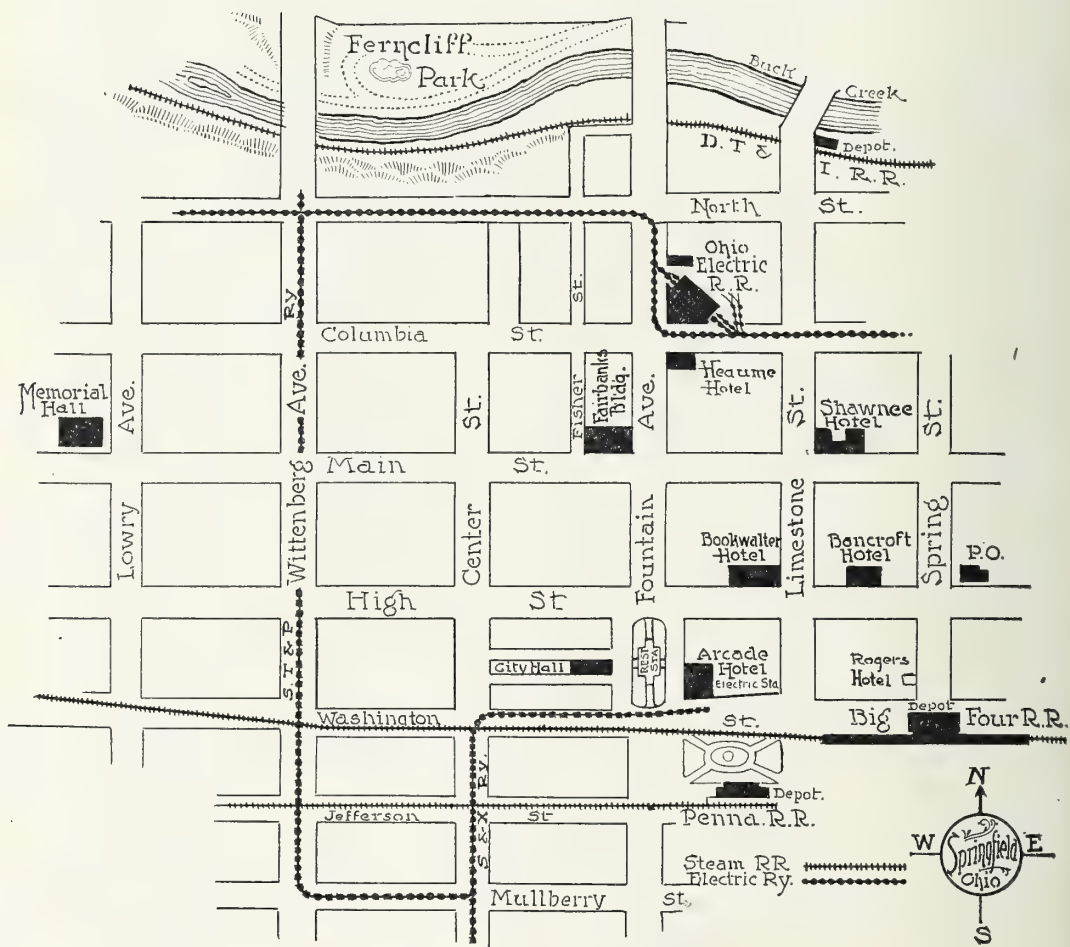 Ferncliff
Park
Buck
Creek
Depot.
D. T &
I. R. R.
North St.
Ohio
Electric
R. R.
Ry
St.
Columbia St.
Memorial
Hall
Ave.
Ave.
St.
Fisher
Fairbanks
Bldg.
Ave.
Heaume
Hotel
St.
Shawnee
Hotel
St.
Main St.
Lowry
Wittenberg
Center
Fountain
Bookwalter
Hotel
Limestone
Bancroft
Hotel
Spring
P.O.
High St
S. T & P
City Hall
REST
STA
Arcade
Hotel
Electric Sta
Rogers
Hotel
Washington St.
Big Four R.R.
Depot
Ry.
Depot.
Jefferson St
Penna. R.R.
S & X
Steam RR
Electric Ry.
Mullberry St.
N
W E
Springfield
Ohio
S